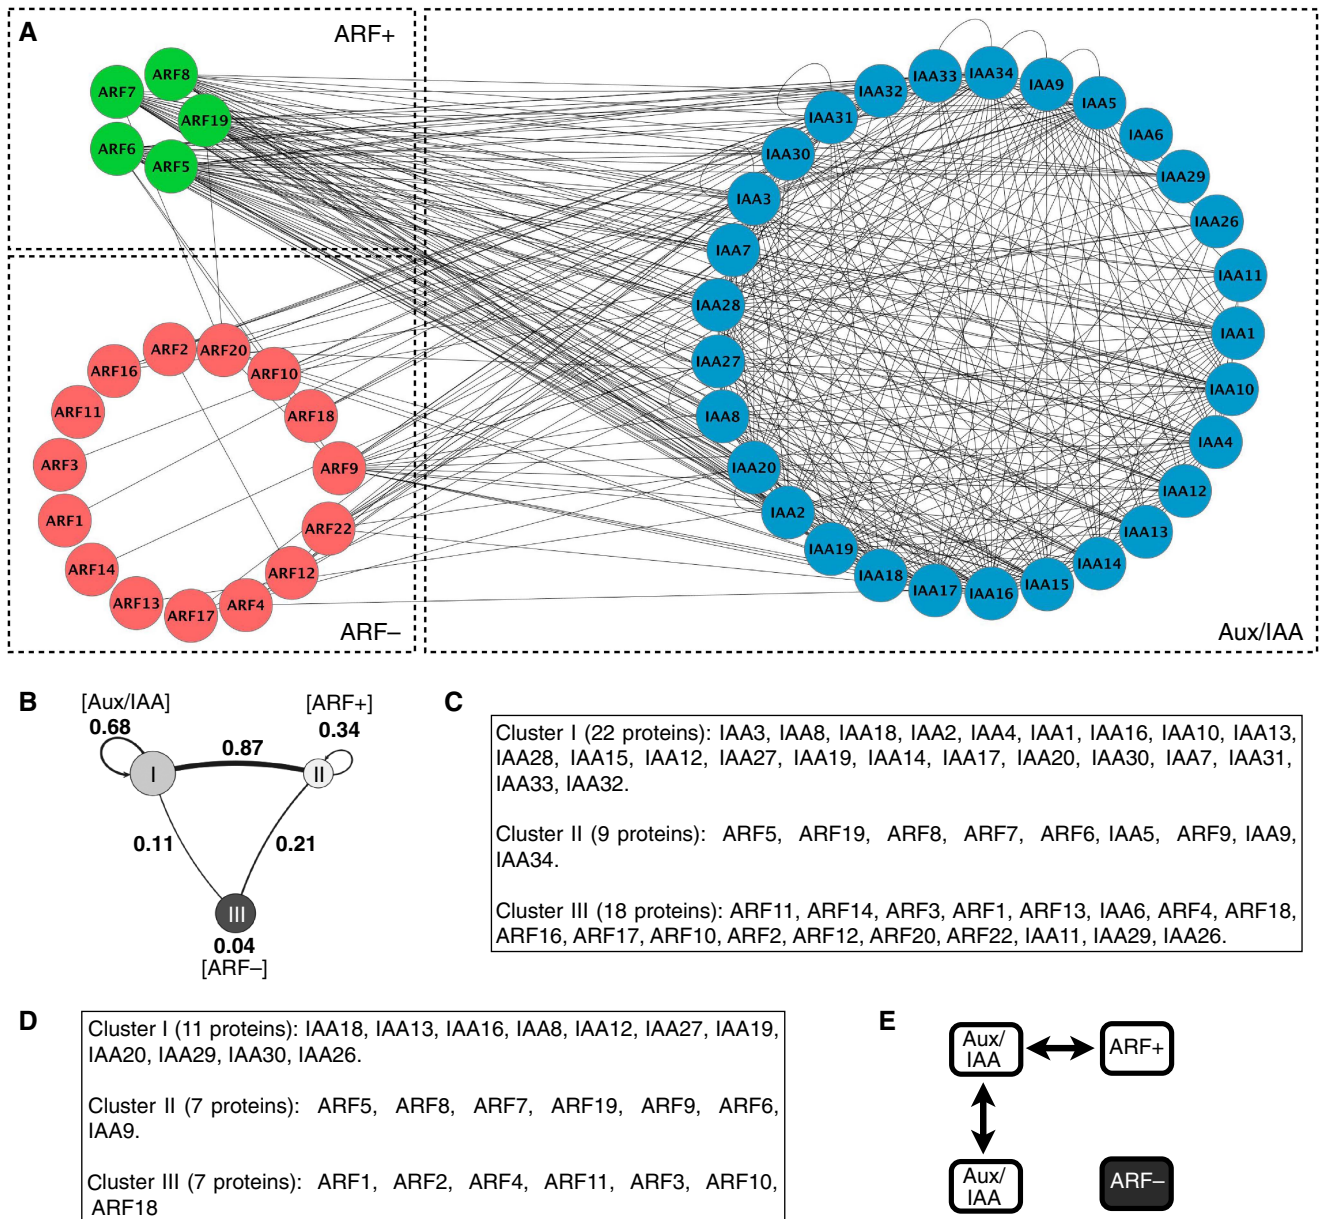 A
ARF+
ARF8
ARF7
ARF19
ARF6
ARF5
ARF2
ARF20
ARF16
ARF10
ARF11
ARF18
ARF3
ARF9
ARF1
ARF22
ARF14
ARF12
ARF13
ARF4
ARF17
ARF–
IAA34
IAA33
IAA9
IAA32
IAA5
IAA31
IAA6
IAA30
IAA29
IAA3
IAA26
IAA7
IAA11
IAA28
IAA1
IAA27
IAA10
IAA8
IAA4
IAA20
IAA12
IAA2
IAA13
IAA19
IAA14
IAA18
IAA15
IAA17
IAA16
Aux/IAA
B
[Aux/IAA]
[ARF+]
0.68
0.34
0.87
I
II
0.11
0.21
III
0.04
[ARF–]
C
Cluster I (22 proteins): IAA3, IAA8, IAA18, IAA2, IAA4, IAA1, IAA16, IAA10, IAA13,
IAA28, IAA15, IAA12, IAA27, IAA19, IAA14, IAA17, IAA20, IAA30, IAA7, IAA31,
IAA33, IAA32.
Cluster II (9 proteins): ARF5, ARF19, ARF8, ARF7, ARF6, IAA5, ARF9, IAA9,
IAA34.
Cluster III (18 proteins): ARF11, ARF14, ARF3, ARF1, ARF13, IAA6, ARF4, ARF18,
ARF16, ARF17, ARF10, ARF2, ARF12, ARF20, ARF22, IAA11, IAA29, IAA26.
D
Cluster I (11 proteins): IAA18, IAA13, IAA16, IAA8, IAA12, IAA27, IAA19,
IAA20, IAA29, IAA30, IAA26.
Cluster II (7 proteins): ARF5, ARF8, ARF7, ARF19, ARF9, ARF6,
IAA9.
Cluster III (7 proteins): ARF1, ARF2, ARF4, ARF11, ARF3, ARF10,
ARF18
E
Aux/
IAA
ARF+
Aux/
IAA
ARF–